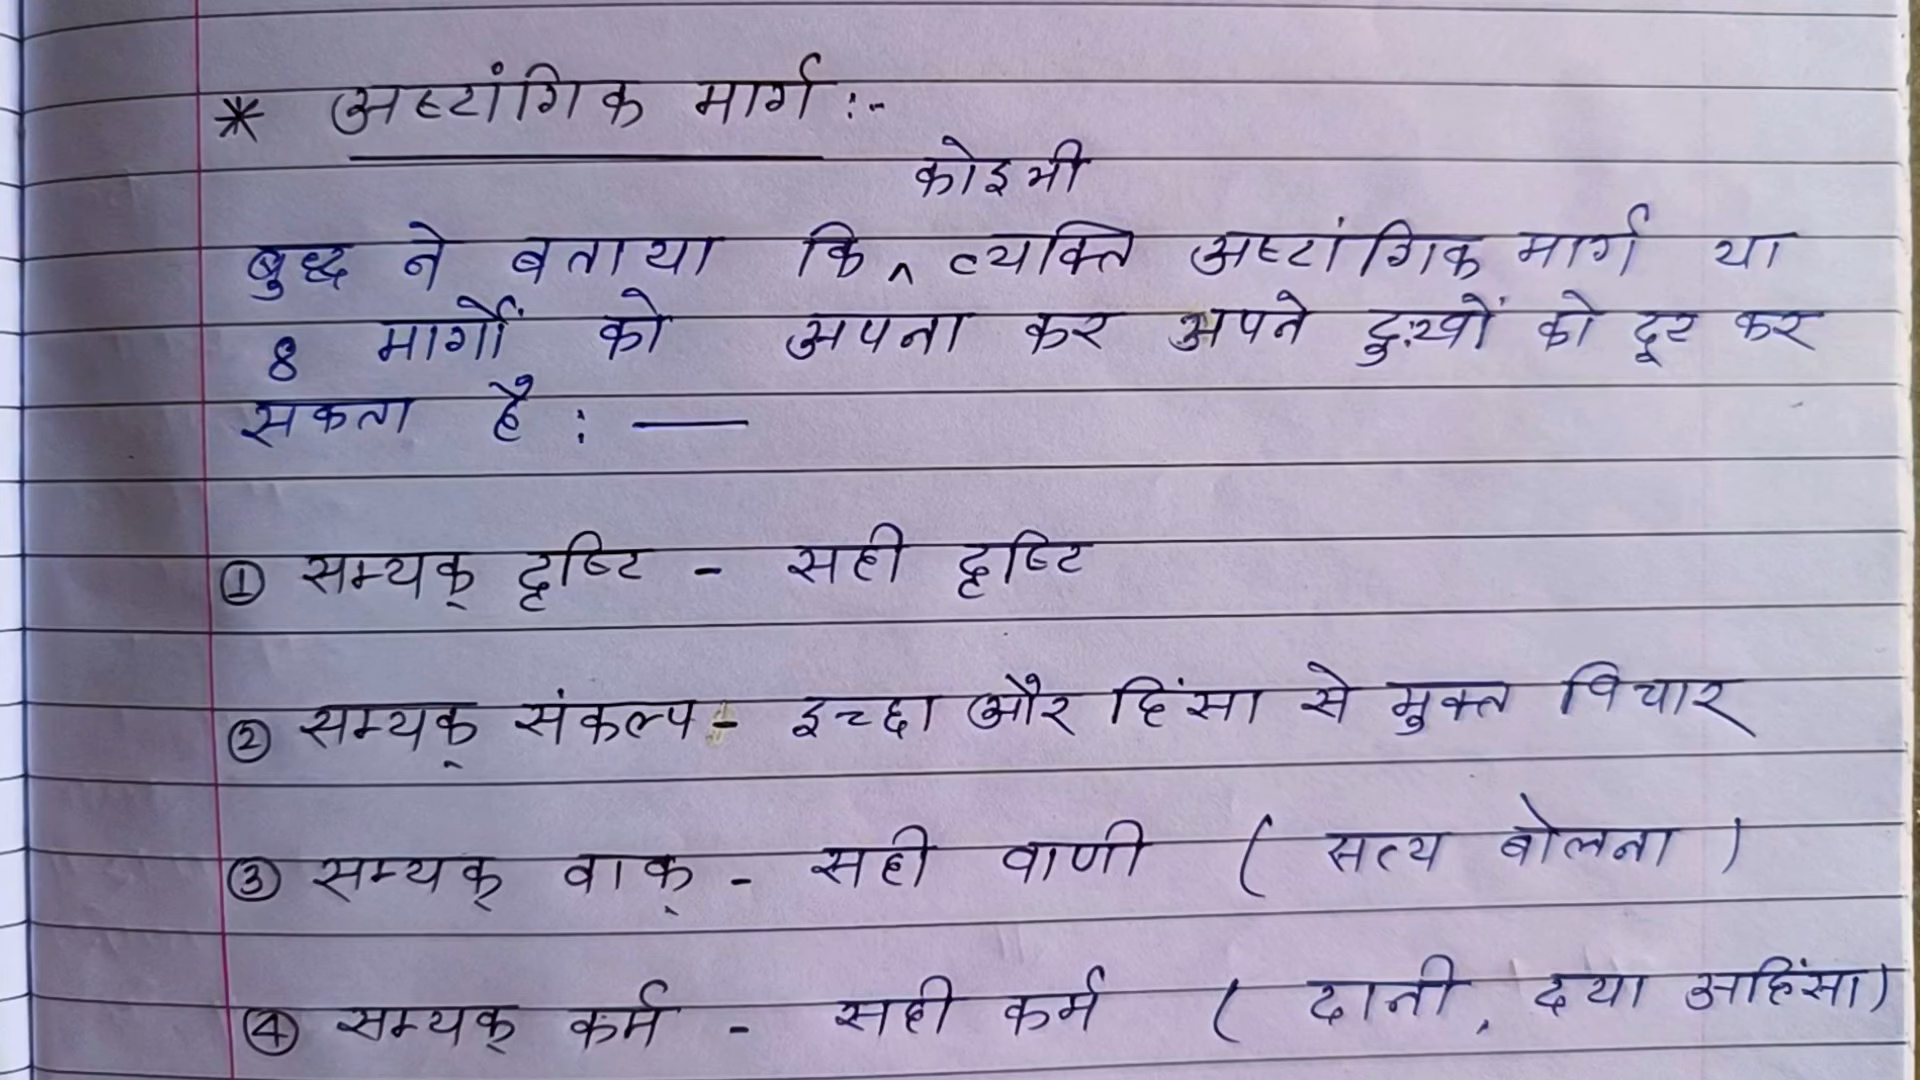 * अष्टांगिक मार्ग :-
कोइ भी
बुद्ध ने बताया कि ^ व्यक्ति अष्टांगिक मार्ग या
8 मार्गों को अपना कर अपने दुःखों को दूर कर
सकता है : —
① सम्यक् दृष्टि - सही दृष्टि
② सम्यक् संकल्प - इच्छा और हिंसा से मुक्त विचार
③ सम्यक् वाक् - सही वाणी ( सत्य बोलना )
④ सम्यक् कर्म - सही कर्म ( दानी, दया अहिंसा)